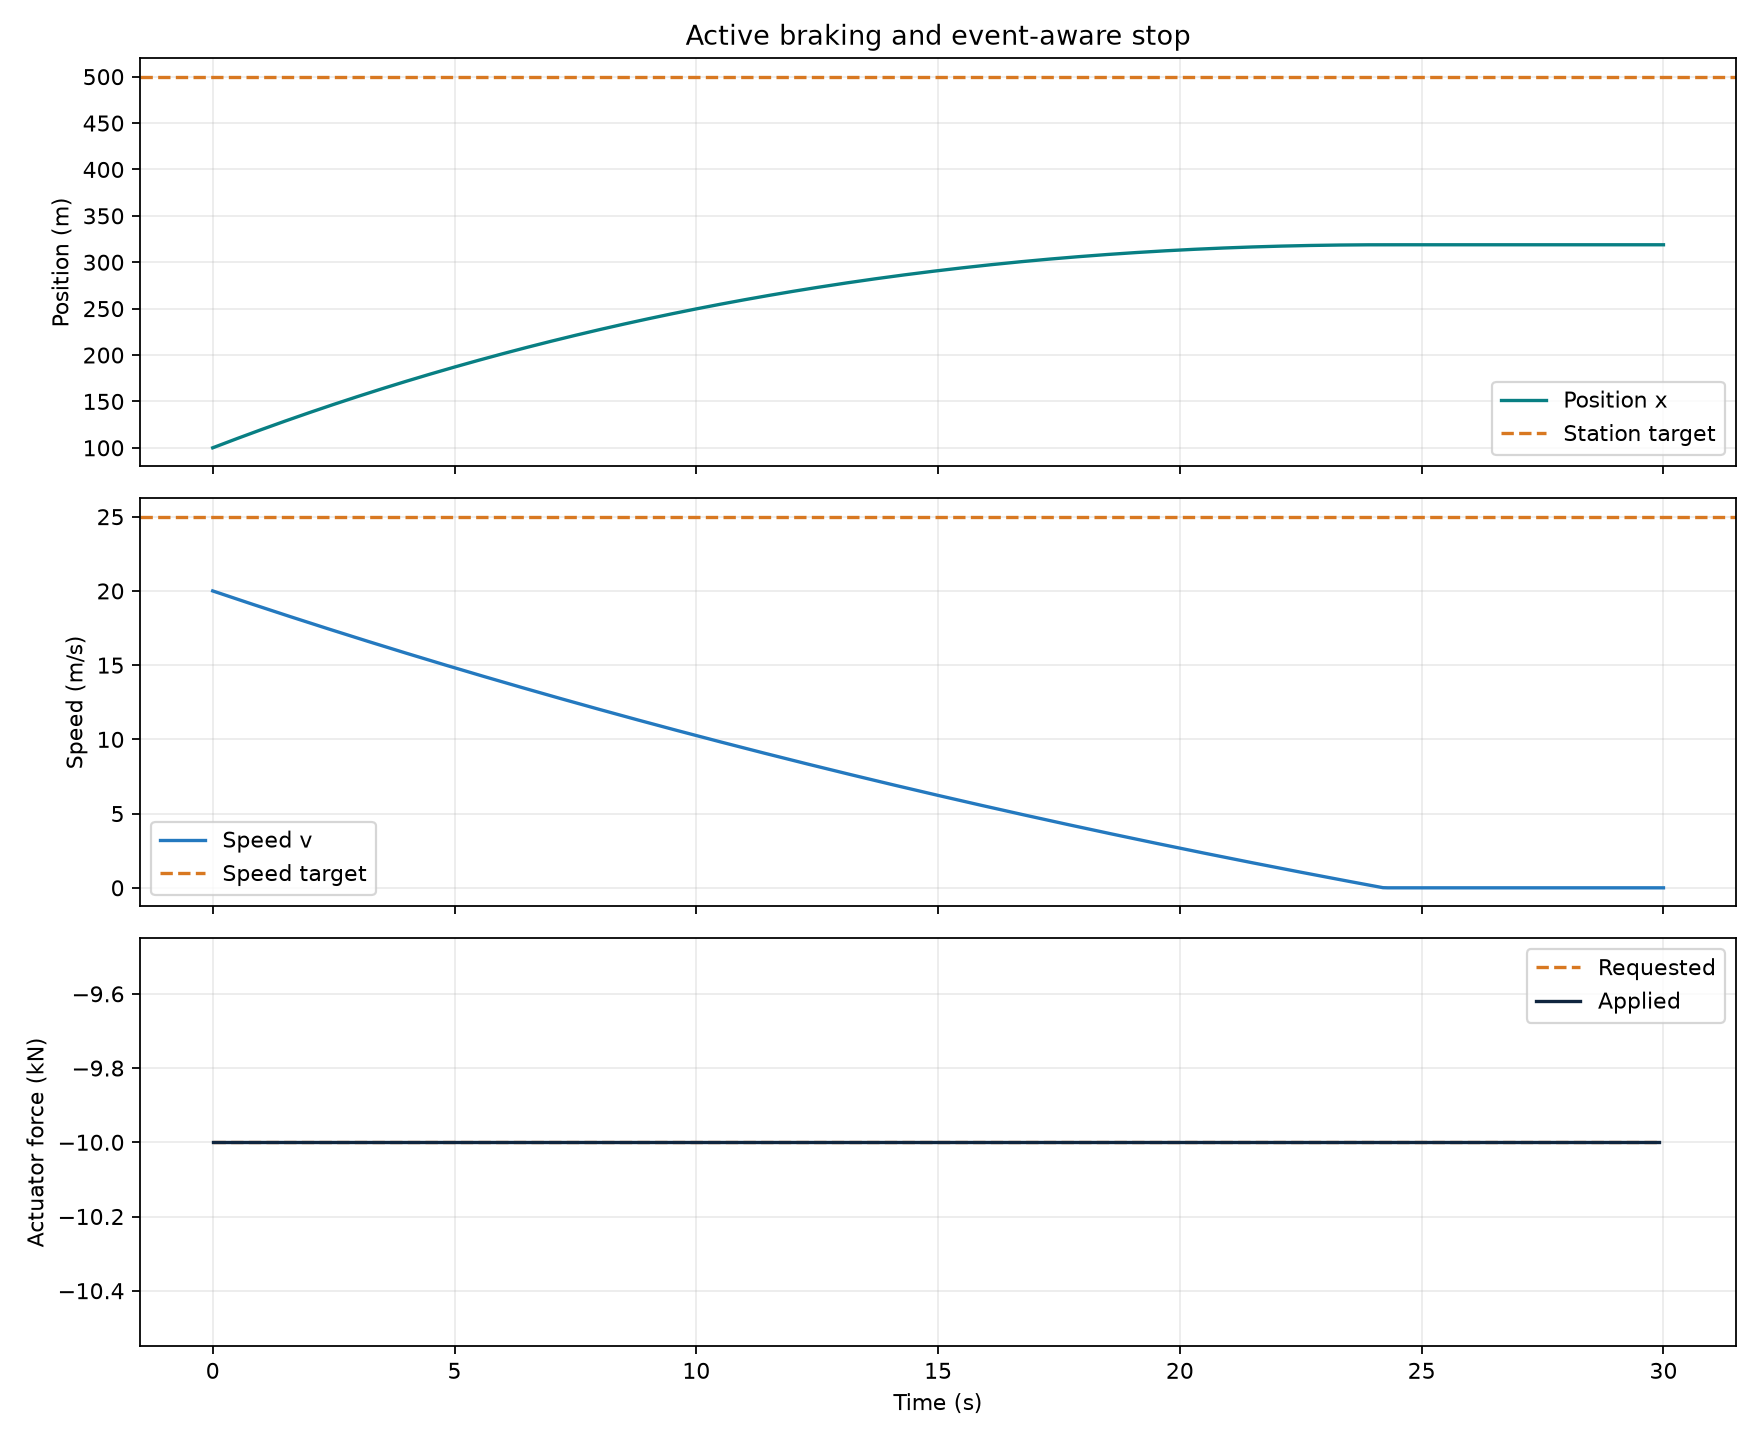 Active braking and event-aware stop
500
450
400
350
300
250
200
150
100
Position (m)
Position x
Station target
25
20
15
10
5
0
Speed (m/s)
Speed v
Speed target
−9.6
−9.8
−10.0
−10.2
−10.4
Actuator force (kN)
Requested
Applied
0 5 10 15 20 25 30
Time (s)